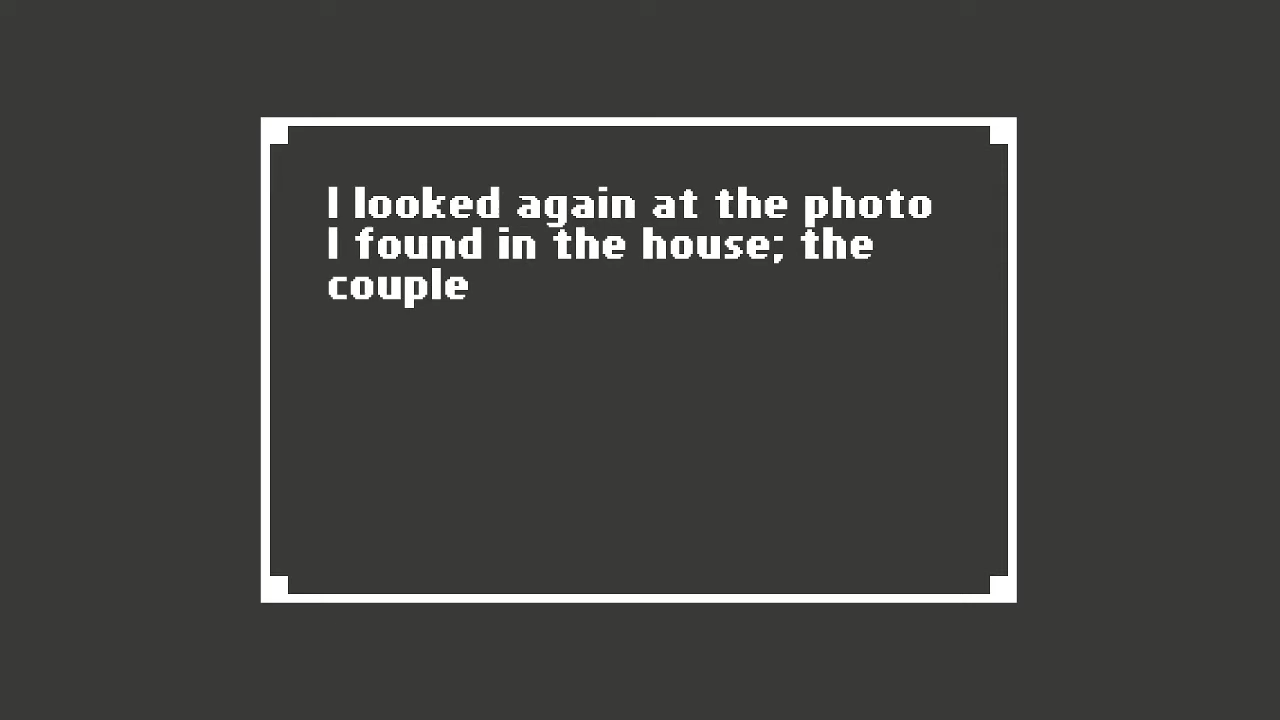 I looked again at the photo
I found in the house; the
couple